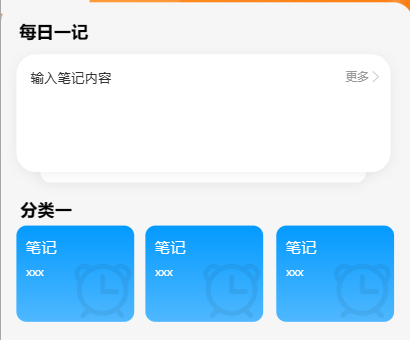 每日一记
输入笔记内容 更多
分类一
笔记 笔记 笔记
xxx xxx xxx